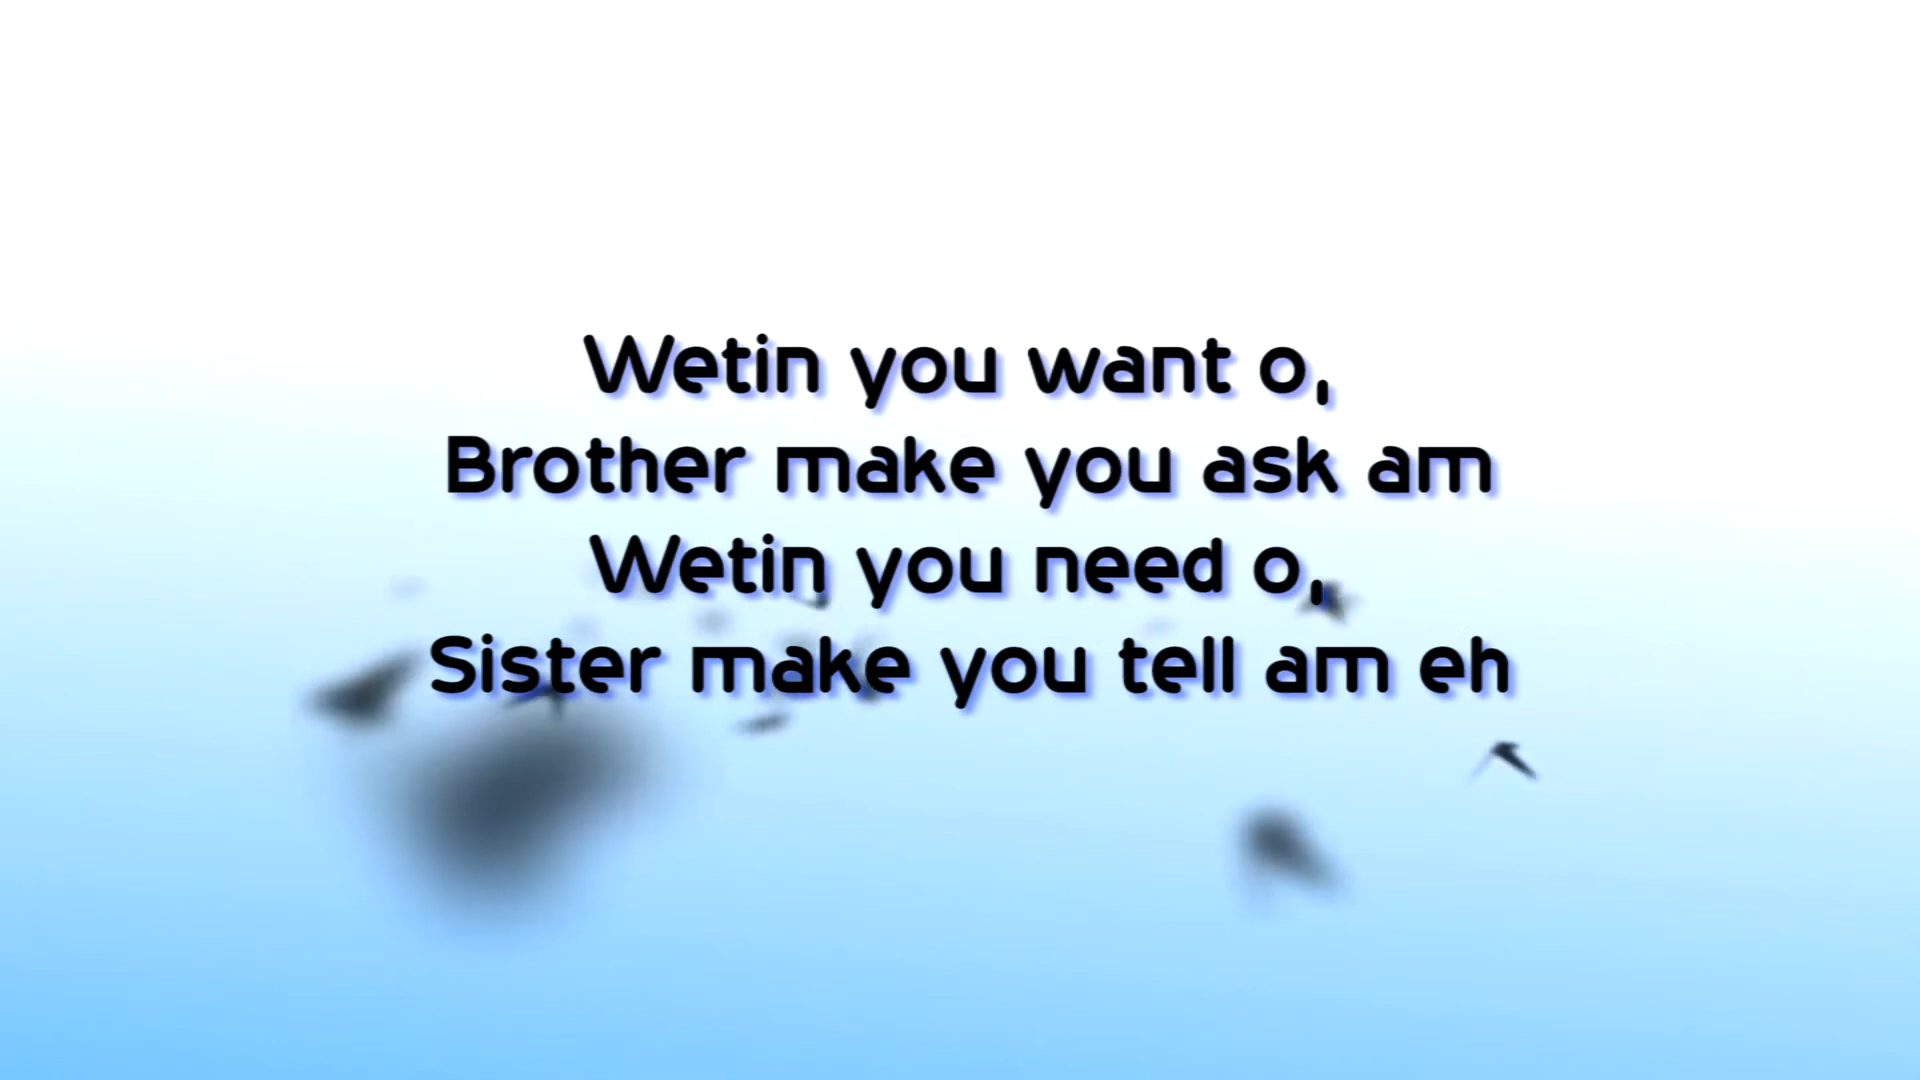 Wetin you want o,
Brother make you ask am
Wetin you need o,
Sister make you tell am eh